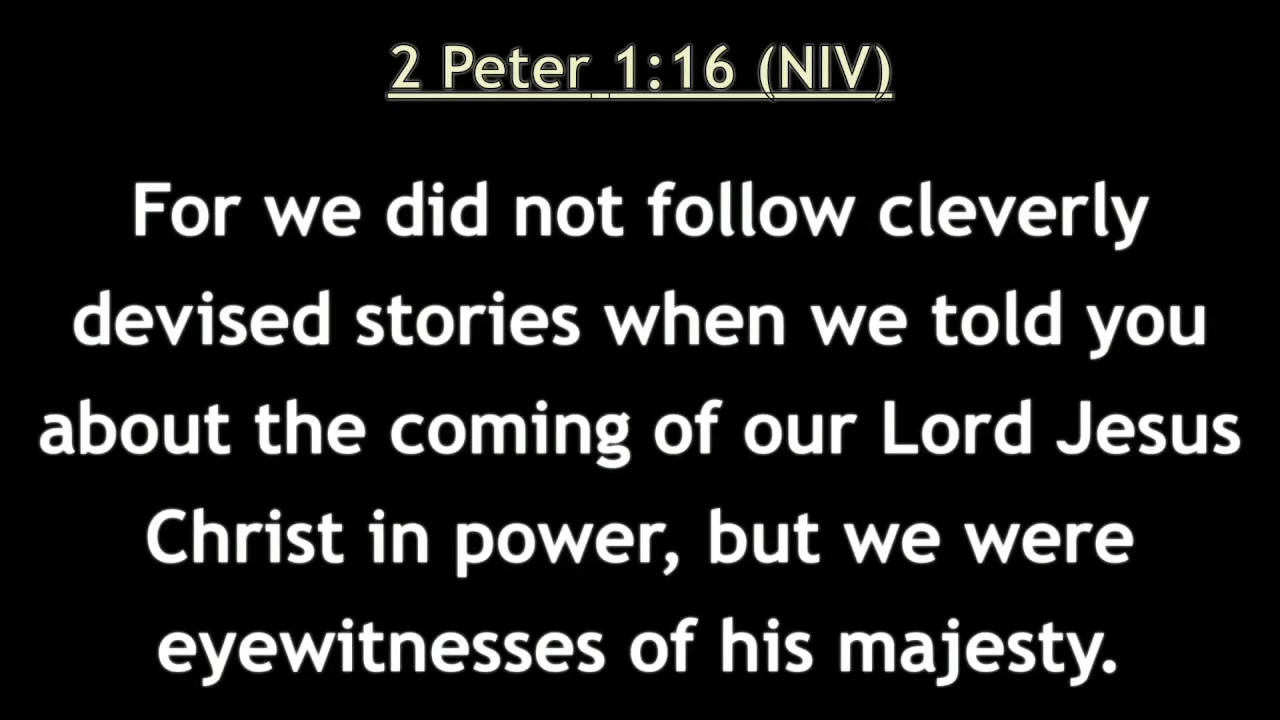 2 Peter 1:16 (NIV)
For we did not follow cleverly
devised stories when we told you
about the coming of our Lord Jesus
Christ in power, but we were
eyewitnesses of his majesty.